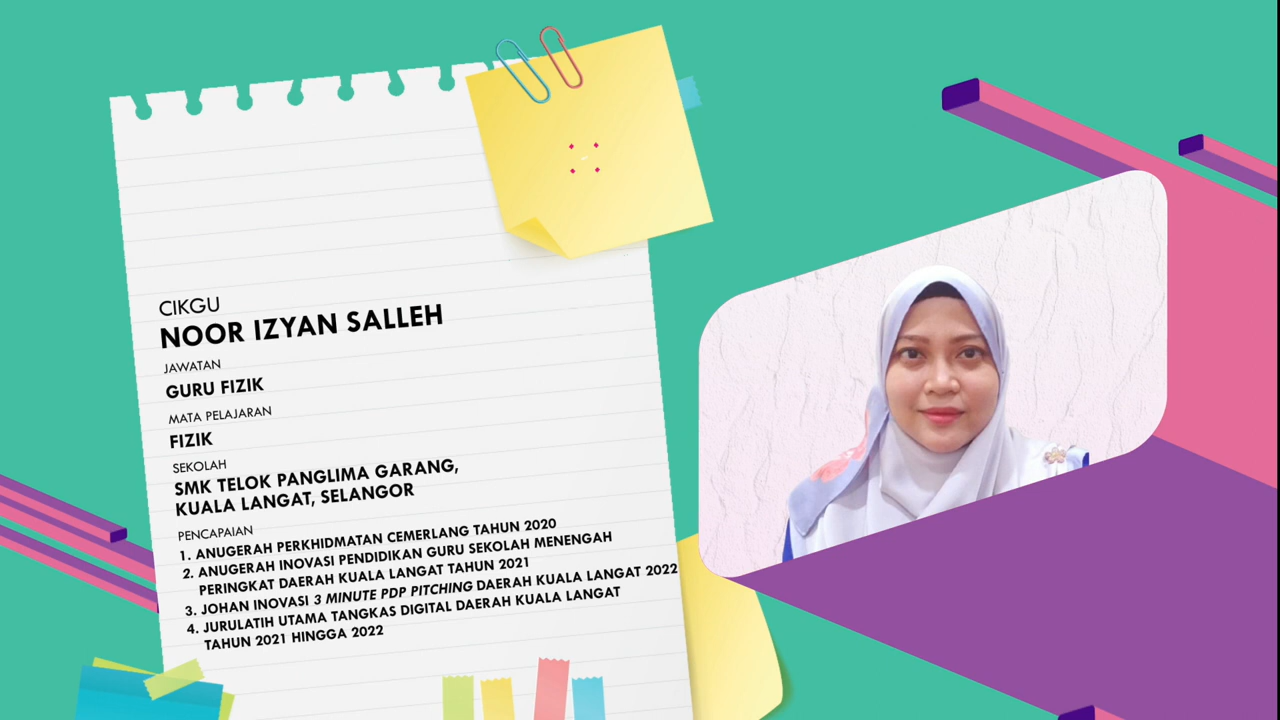 CIKGU
NOOR IZYAN SALLEH
JAWATAN
GURU FIZIK
MATA PELAJARAN
FIZIK
SEKOLAH
SMK TELOK PANGLIMA GARANG,
KUALA LANGAT, SELANGOR
PENCAPAIAN
1. ANUGERAH PERKHIDMATAN CEMERLANG TAHUN 2020
2. ANUGERAH INOVASI PENDIDIKAN GURU SEKOLAH MENENGAH
PERINGKAT DAERAH KUALA LANGAT TAHUN 2021
3. JOHAN INOVASI 3 MINUTE PDP PITCHING DAERAH KUALA LANGAT 2022
4. JURULATIH UTAMA TANGKAS DIGITAL DAERAH KUALA LANGAT
TAHUN 2021 HINGGA 2022